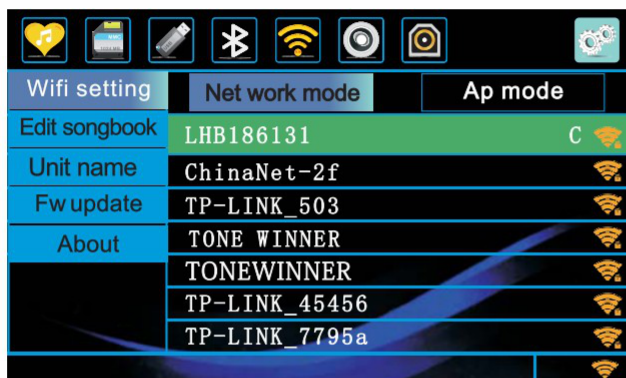 Wifi setting
Net work mode
Ap mode
Edit songbook
LHB186131 C
Unit name
ChinaNet-2f
Fw update
TP-LINK_503
About
TONE WINNER
TONEWINNER
TP-LINK_45456
TP-LINK_7795a